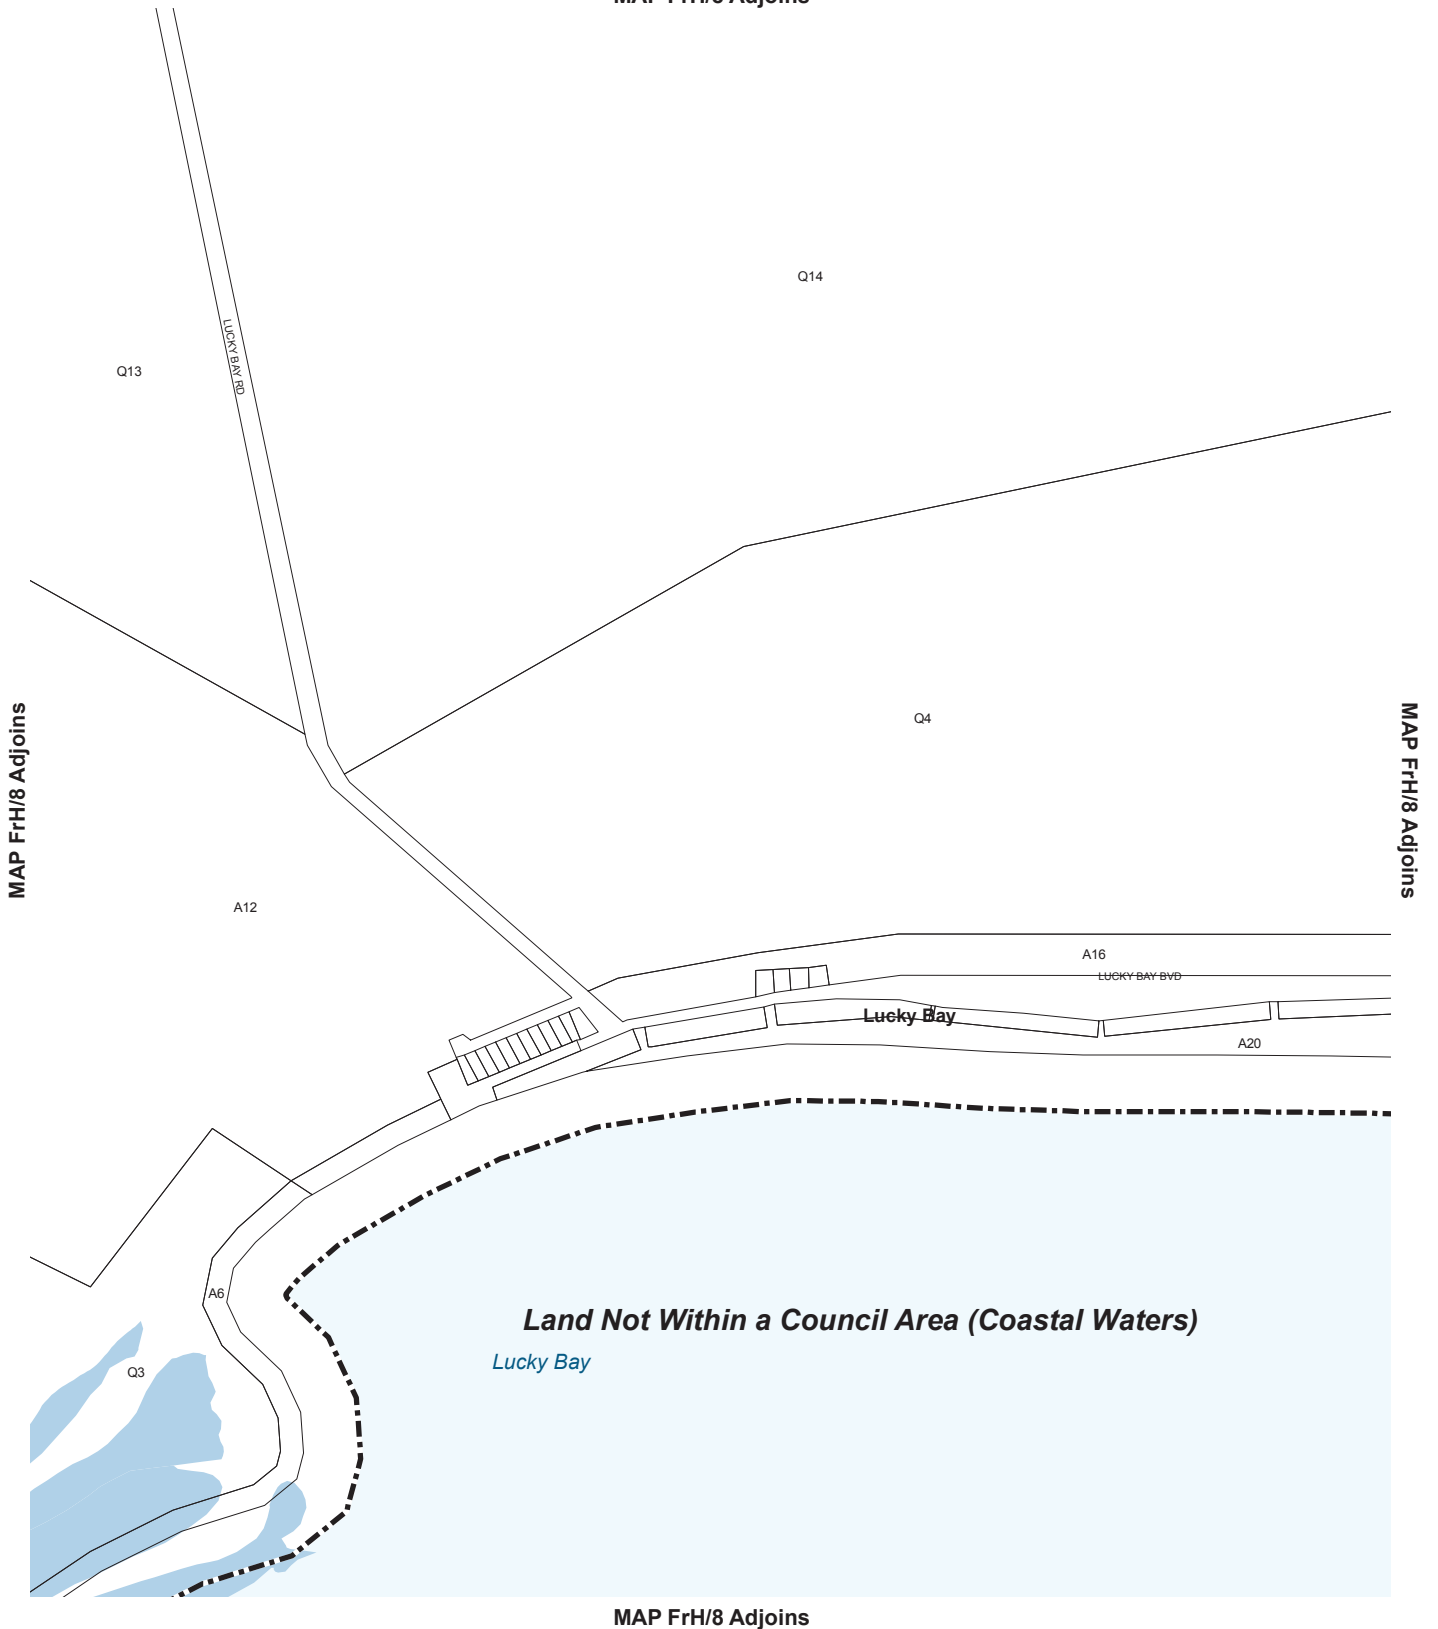 MAP FrH/8 Adjoins
Q14
LUCKY BAY RD
Q13
MAP FrH/8 Adjoins
MAP FrH/8 Adjoins
Q4
A12
A16
LUCKY BAY BVD
Lucky Bay
A20
A6
Land Not Within a Council Area (Coastal Waters)
Lucky Bay
Q3
MAP FrH/8 Adjoins